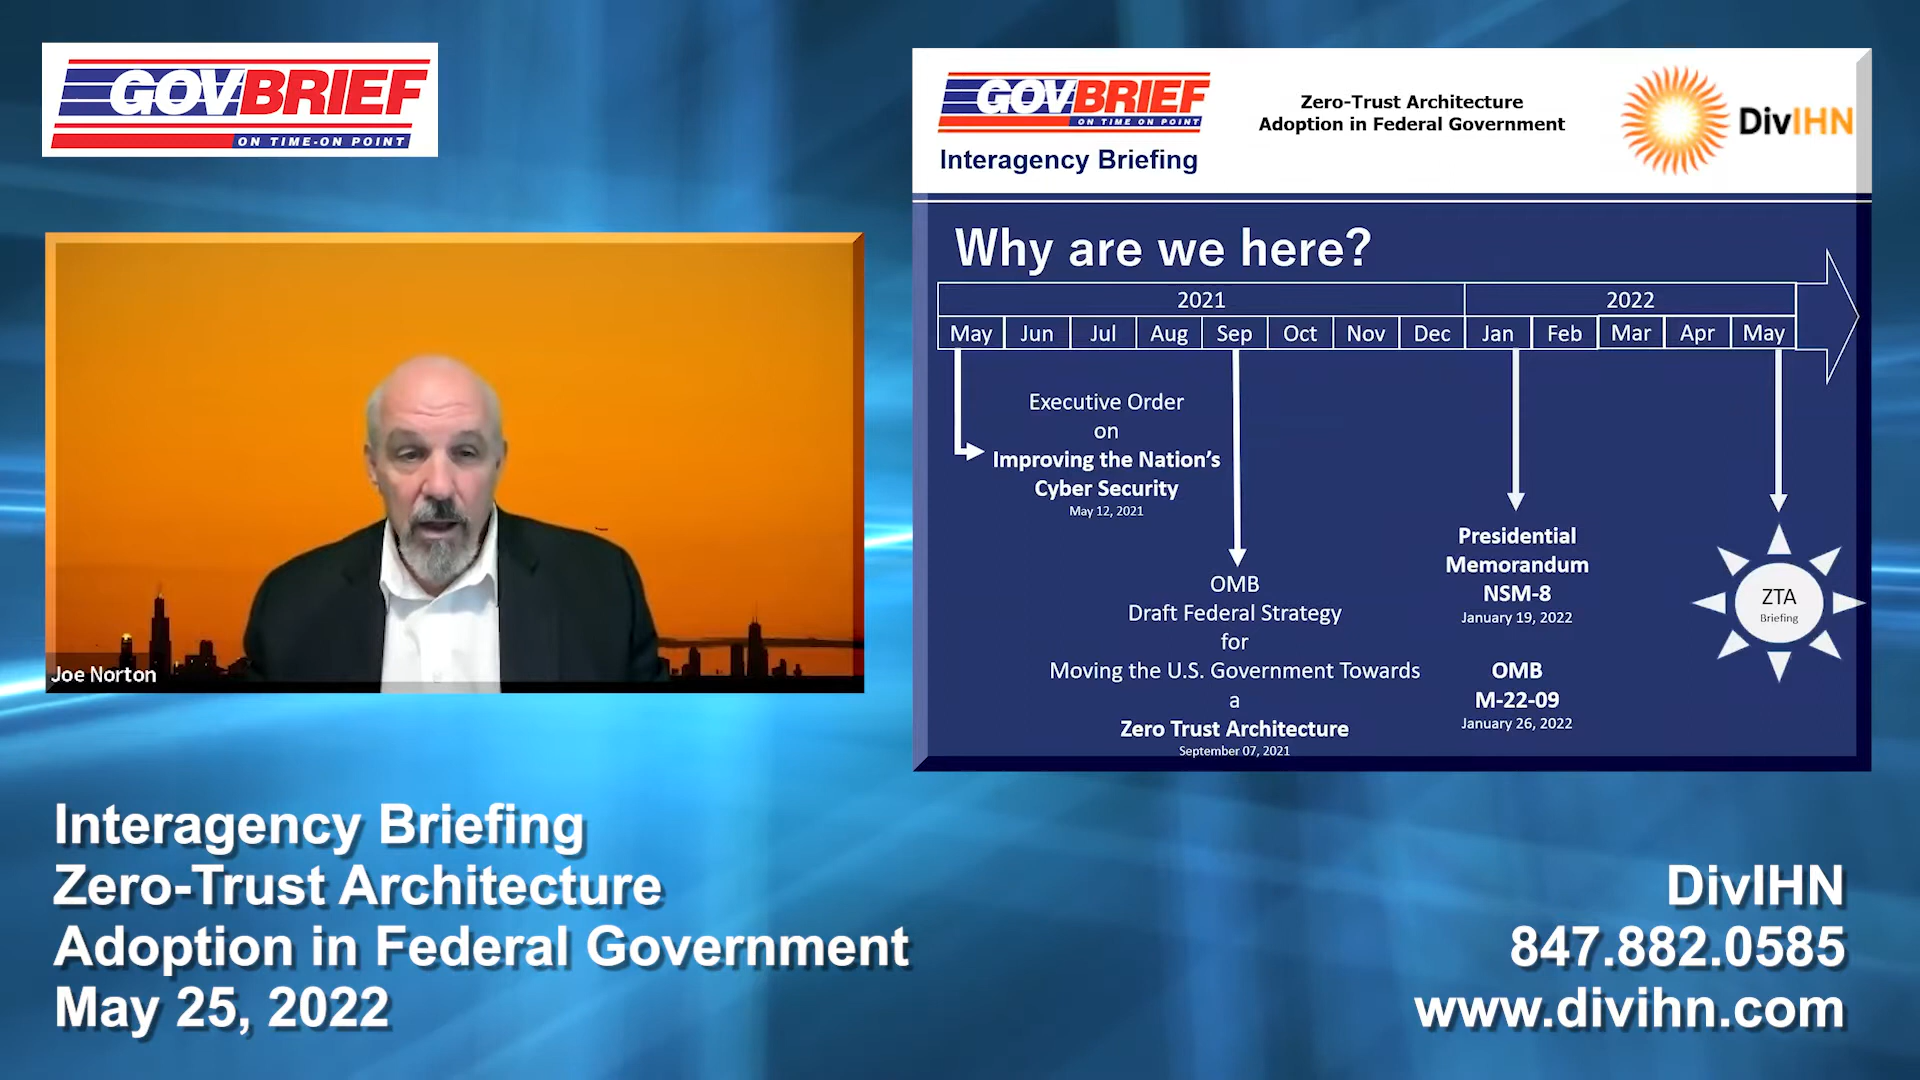 GOVBRIEF
ON TIME-ON POINT
Joe Norton
Interagency Briefing
Zero-Trust Architecture
Adoption in Federal Government
May 25, 2022
GOVBRIEF
ON TIME ON POINT
Interagency Briefing
Zero-Trust Architecture
Adoption in Federal Government
DivIHN
Why are we here?
2021 2022
May Jun Jul Aug Sep Oct Nov Dec Jan Feb Mar Apr May
Executive Order
on
Improving the Nation’s
Cyber Security
May 12, 2021
OMB
Draft Federal Strategy
for
Moving the U.S. Government Towards
a
Zero Trust Architecture
September 07, 2021
Presidential
Memorandum
NSM-8
January 19, 2022
OMB
M-22-09
January 26, 2022
ZTA
Briefing
DivIHN
847.882.0585
www.divihn.com